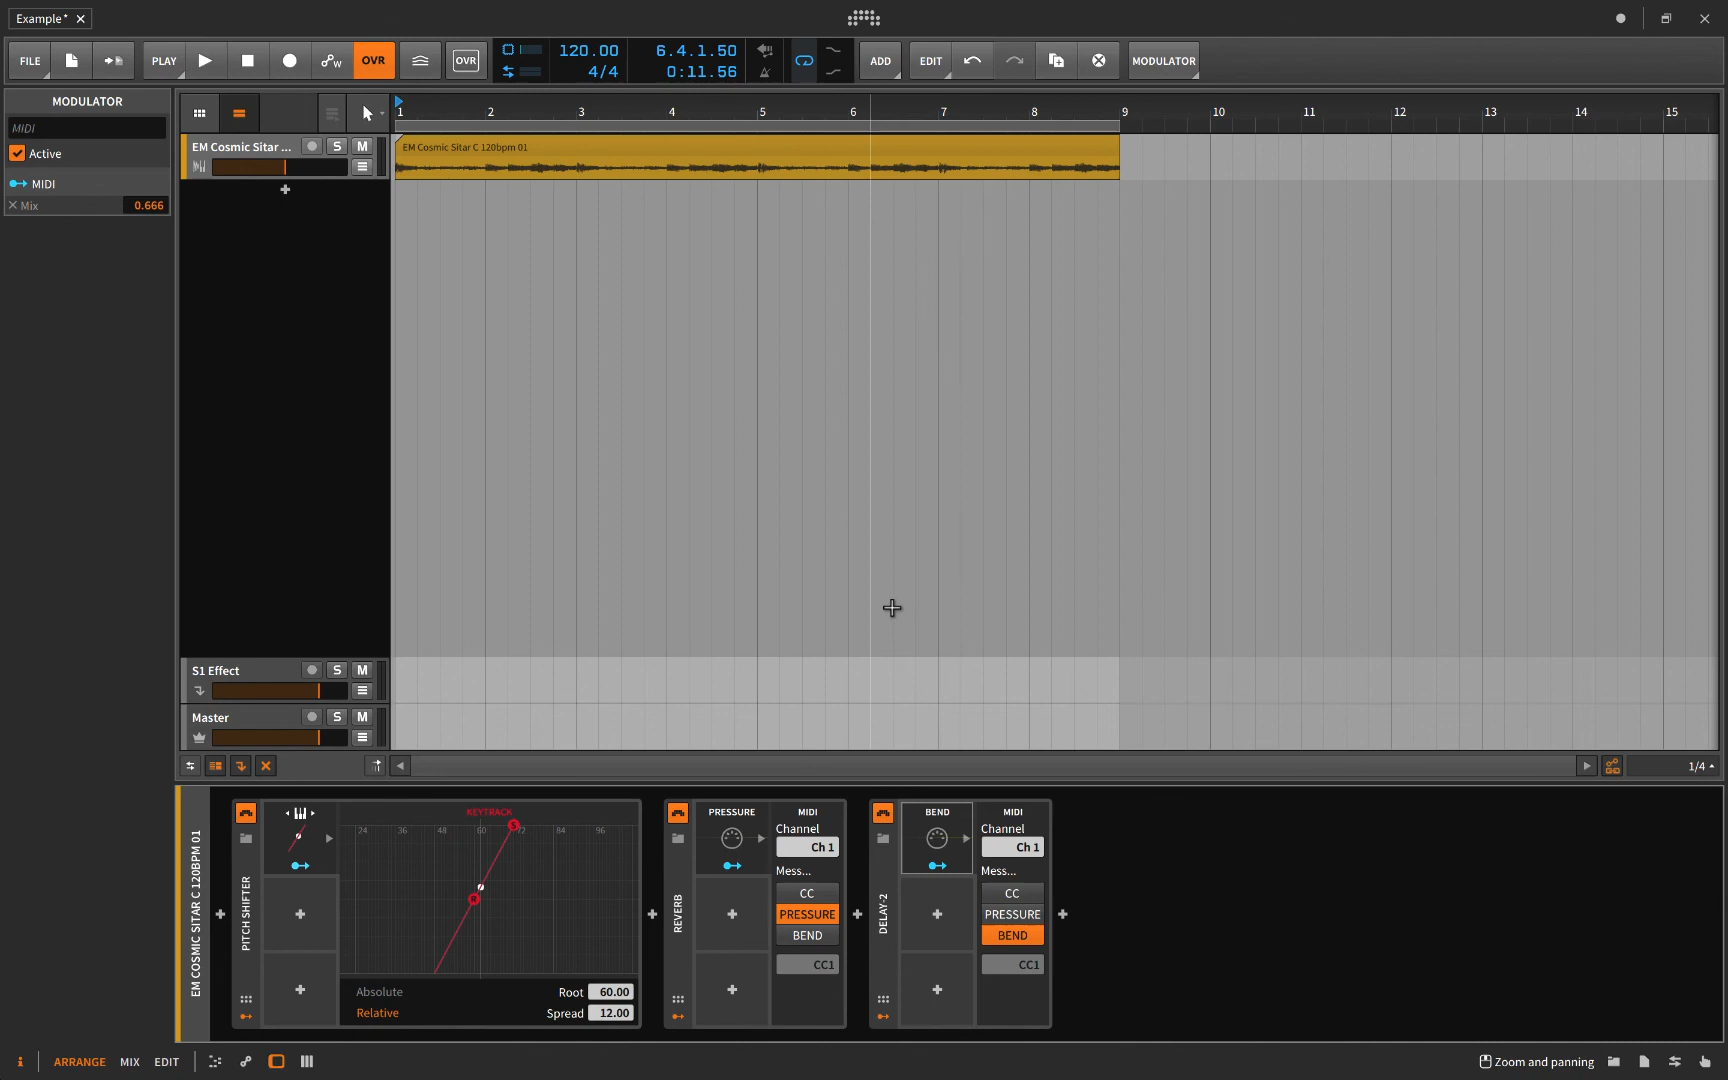 Example*
FILE
PLAY
OVR
OVR
120.00
4/4
6.4.1.50
0:11.56
ADD
EDIT
MODULATOR
MODULATOR
MIDI
Active
MIDI
Mix
0.666
1 2 3 4 5 6 7 8 9 10 11 12 13 14 15
EM Cosmic Sitar ...
S M
EM Cosmic Sitar C 120bpm 01
S1 Effect
S M
Master
S M
1/4
EM COSMIC SITAR C 120BPM 01
PITCH SHIFTER
KEYTRACK
24 36 48 60 72 84 96
S
R
Absolute
Root 60.00
Relative
Spread 12.00
REVERB
PRESSURE
MIDI
Channel
Ch 1
Mess...
CC
PRESSURE
BEND
CC1
DELAY-2
BEND
MIDI
Channel
Ch 1
Mess...
CC
PRESSURE
BEND
CC1
i
ARRANGE
MIX
EDIT
Zoom and panning